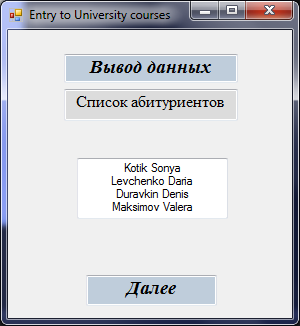 Entry to University courses
Вывод данных
Список абитуриентов
Kotik Sonya
Levchenko Daria
Duravkin Denis
Maksimov Valera
Далее